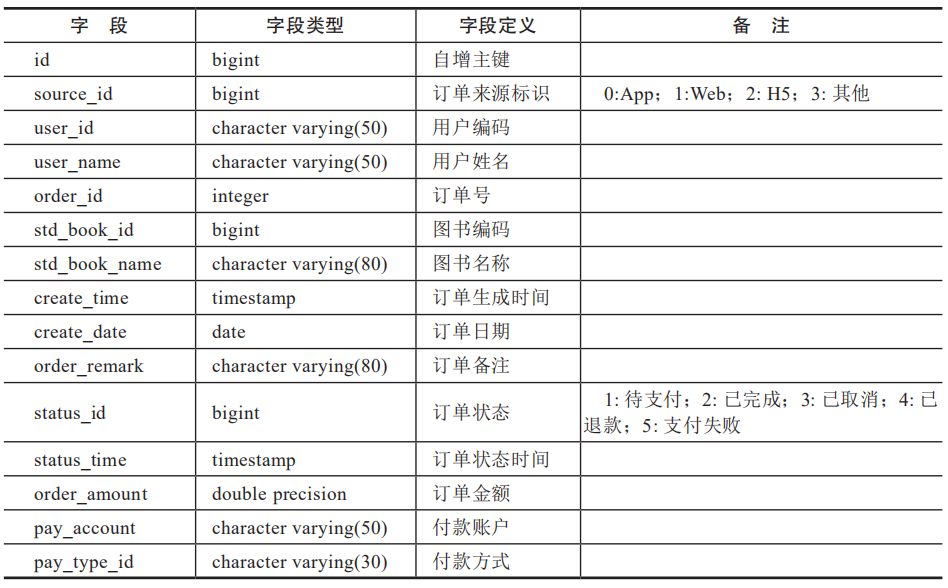 字 段 字段类型 字段定义 备 注
id bigint 自增主键
source_id bigint 订单来源标识 0:App；1:Web；2: H5；3: 其他
user_id character varying(50) 用户编码
user_name character varying(50) 用户姓名
order_id integer 订单号
std_book_id bigint 图书编码
std_book_name character varying(80) 图书名称
create_time timestamp 订单生成时间
create_date date 订单日期
order_remark character varying(80) 订单备注
status_id bigint 订单状态 1: 待支付；2: 已完成；3: 已取消；4: 已
退款；5: 支付失败
status_time timestamp 订单状态时间
order_amount double precision 订单金额
pay_account character varying(50) 付款账户
pay_type_id character varying(30) 付款方式